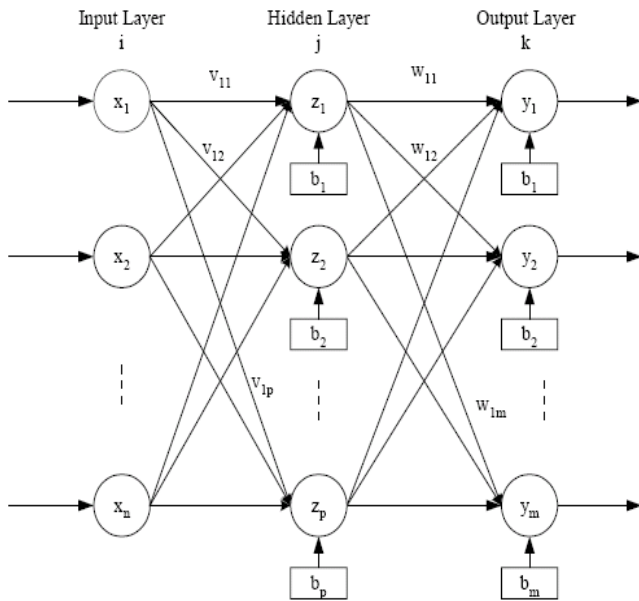 Input Layer Hidden Layer Output Layer
i j k
v11 w11
x1 z1 y1
v12 w12
b1 b1
x2 z2 y2
b2 b2
v1p
w1m
xn zp ym
bp bm